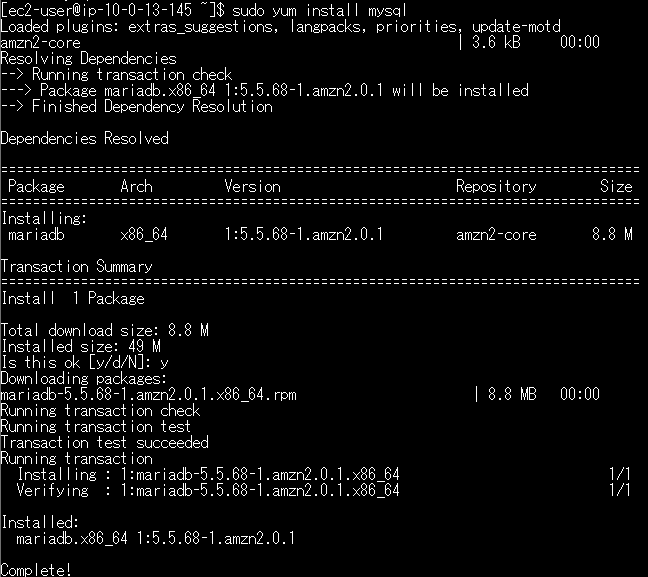 [ec2-user@ip-10-0-13-145 ~]$ sudo yum install mysql
Loaded plugins: extras_suggestions, langpacks, priorities, update-motd
amzn2-core                                               | 3.6 kB     00:00
Resolving Dependencies
--> Running transaction check
---> Package mariadb.x86_64 1:5.5.68-1.amzn2.0.1 will be installed
--> Finished Dependency Resolution

Dependencies Resolved

================================================================================
 Package       Arch         Version                      Repository        Size
================================================================================
Installing:
 mariadb       x86_64       1:5.5.68-1.amzn2.0.1         amzn2-core       8.8 M

Transaction Summary
================================================================================
Install  1 Package

Total download size: 8.8 M
Installed size: 49 M
Is this ok [y/d/N]: y
Downloading packages:
mariadb-5.5.68-1.amzn2.0.1.x86_64.rpm                      | 8.8 MB   00:00
Running transaction check
Running transaction test
Transaction test succeeded
Running transaction
  Installing : 1:mariadb-5.5.68-1.amzn2.0.1.x86_64                          1/1
  Verifying  : 1:mariadb-5.5.68-1.amzn2.0.1.x86_64                          1/1

Installed:
  mariadb.x86_64 1:5.5.68-1.amzn2.0.1

Complete!